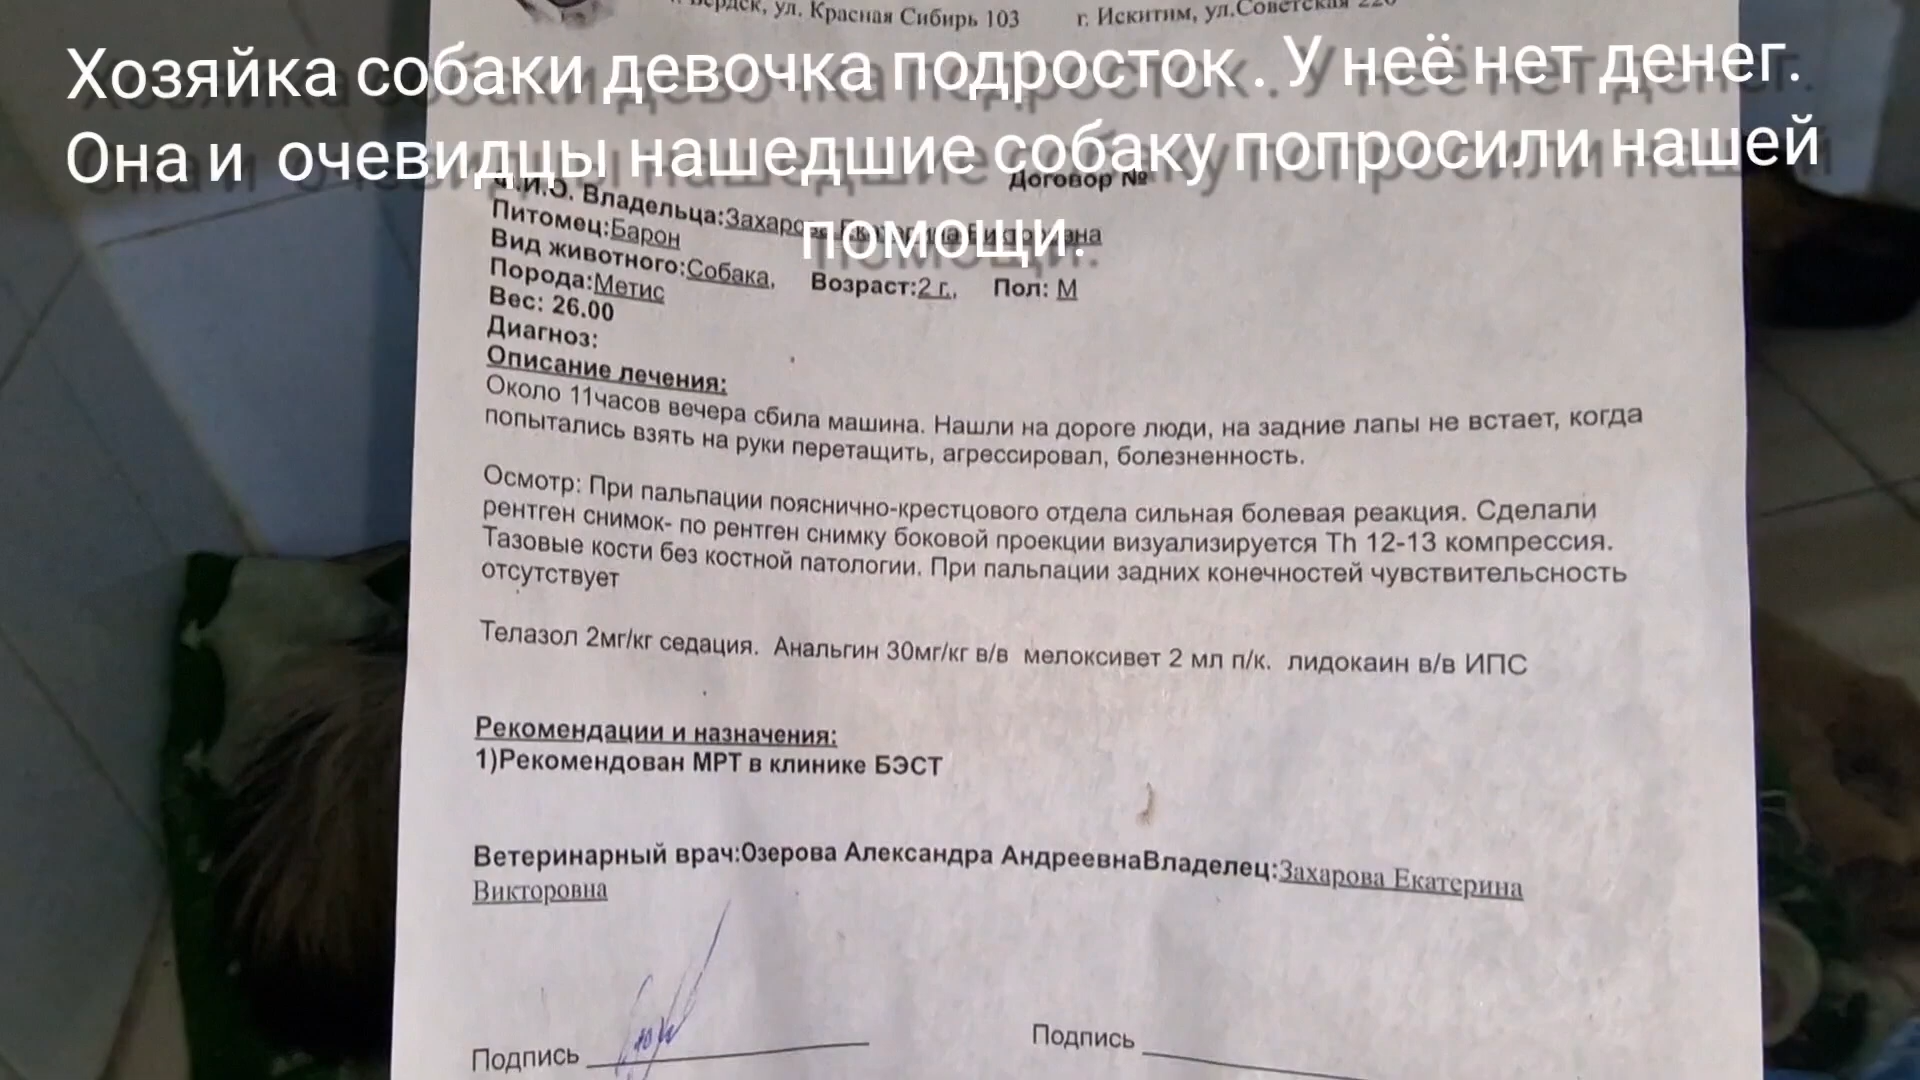 Бердск, ул. Красная Сибирь 103 г. Искитим, ул.Советская
Хозяйка собаки девочка подросток . У неё нет денег.
Она и очевидцы нашедшие собаку попросили нашей
помощи.
Договор №
Ф.И.О. Владельца:Захарова Екатерина Викторовна
Питомец:Барон
Вид животного:Собака, Возраст:2 г., Пол: М
Порода:Метис
Вес: 26.00
Диагноз:
Описание лечения:
Около 11часов вечера сбила машина. Нашли на дороге люди, на задние лапы не встает, когда
попытались взять на руки перетащить, агрессировал, болезненность.
Осмотр: При пальпации пояснично-крестцового отдела сильная болевая реакция. Сделали
рентген снимок- по рентген снимку боковой проекции визуализируется Th 12-13 компрессия.
Тазовые кости без костной патологии. При пальпации задних конечностей чувствительсность
отсутствует
Телазол 2мг/кг седация. Анальгин 30мг/кг в/в мелоксивет 2 мл п/к. лидокаин в/в ИПС
Рекомендации и назначения:
1)Рекомендован МРТ в клинике БЭСТ
Ветеринарный врач:Озерова Александра АндреевнаВладелец:Захарова Екатерина
Викторовна
Подпись Подпись